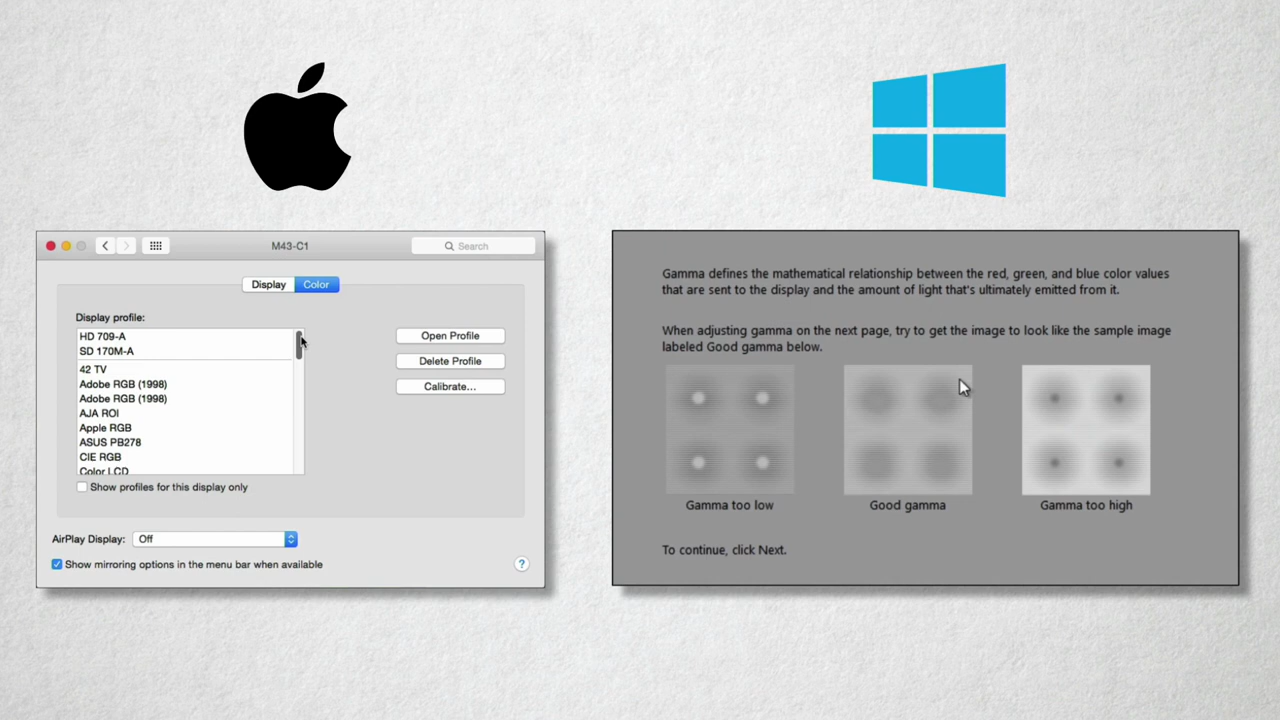 M43-C1
Search
Display
Color
Display profile:
HD 709-A
SD 170M-A
42 TV
Adobe RGB (1998)
Adobe RGB (1998)
AJA ROI
Apple RGB
ASUS PB278
CIE RGB
Color LCD
Open Profile
Delete Profile
Calibrate...
Show profiles for this display only
AirPlay Display: Off
Show mirroring options in the menu bar when available
?
Gamma defines the mathematical relationship between the red, green, and blue color values
that are sent to the display and the amount of light that's ultimately emitted from it.
When adjusting gamma on the next page, try to get the image to look like the sample image
labeled Good gamma below.
Gamma too low
Good gamma
Gamma too high
To continue, click Next.